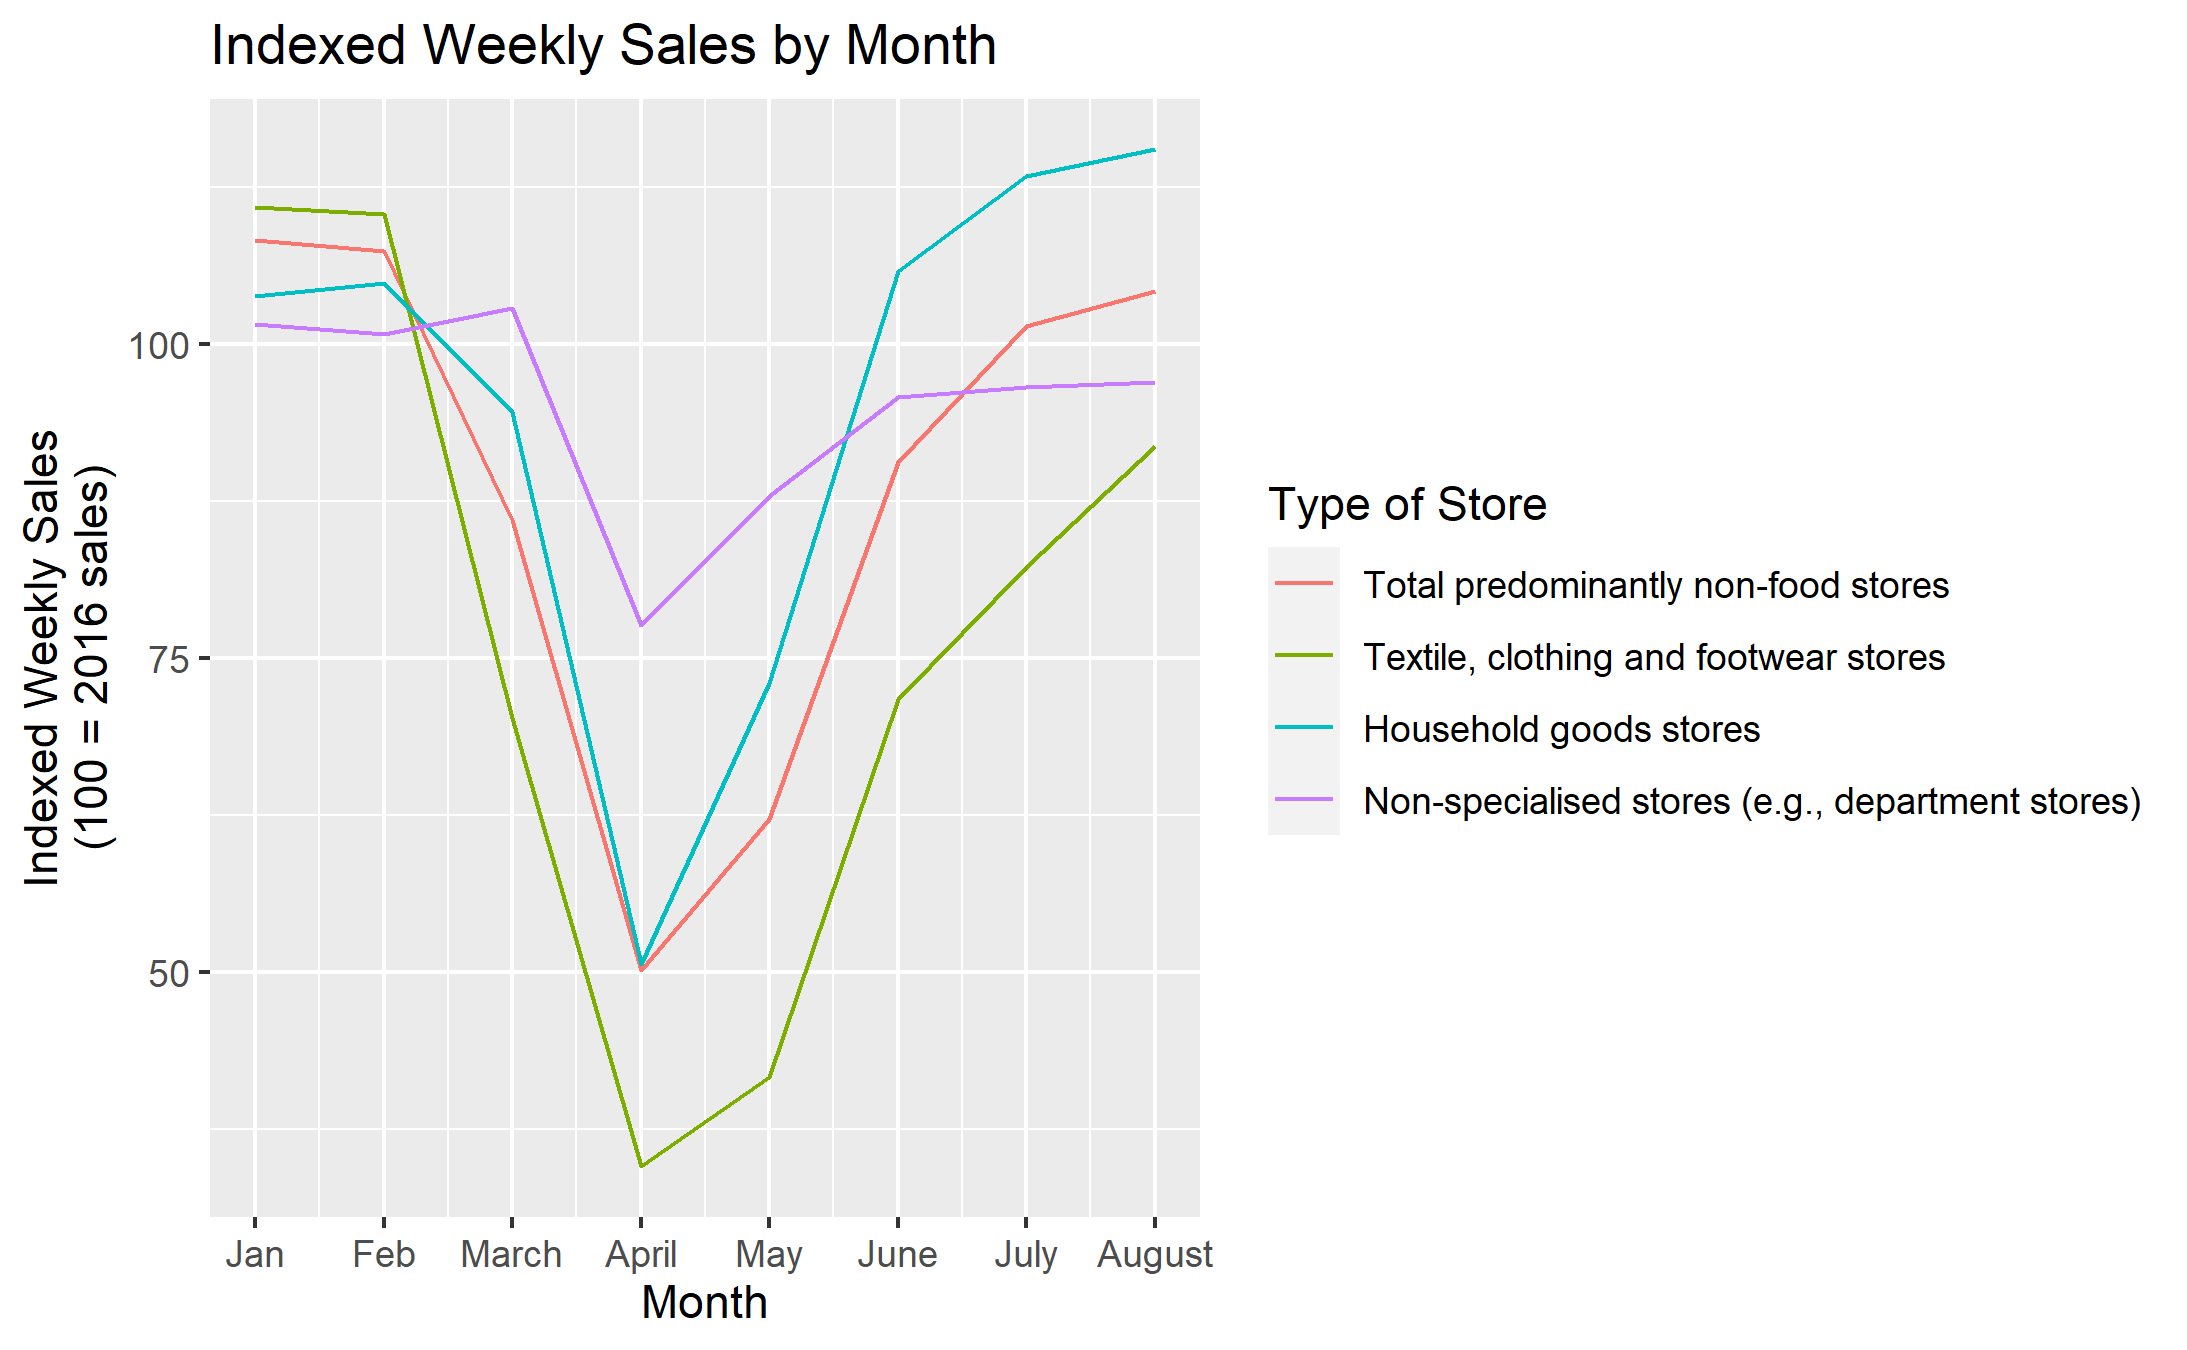 Indexed Weekly Sales by Month
Indexed Weekly Sales
(100 = 2016 sales)
100
75
50
Jan Feb March April May June July August
Month
Type of Store
Total predominantly non-food stores
Textile, clothing and footwear stores
Household goods stores
Non-specialised stores (e.g., department stores)